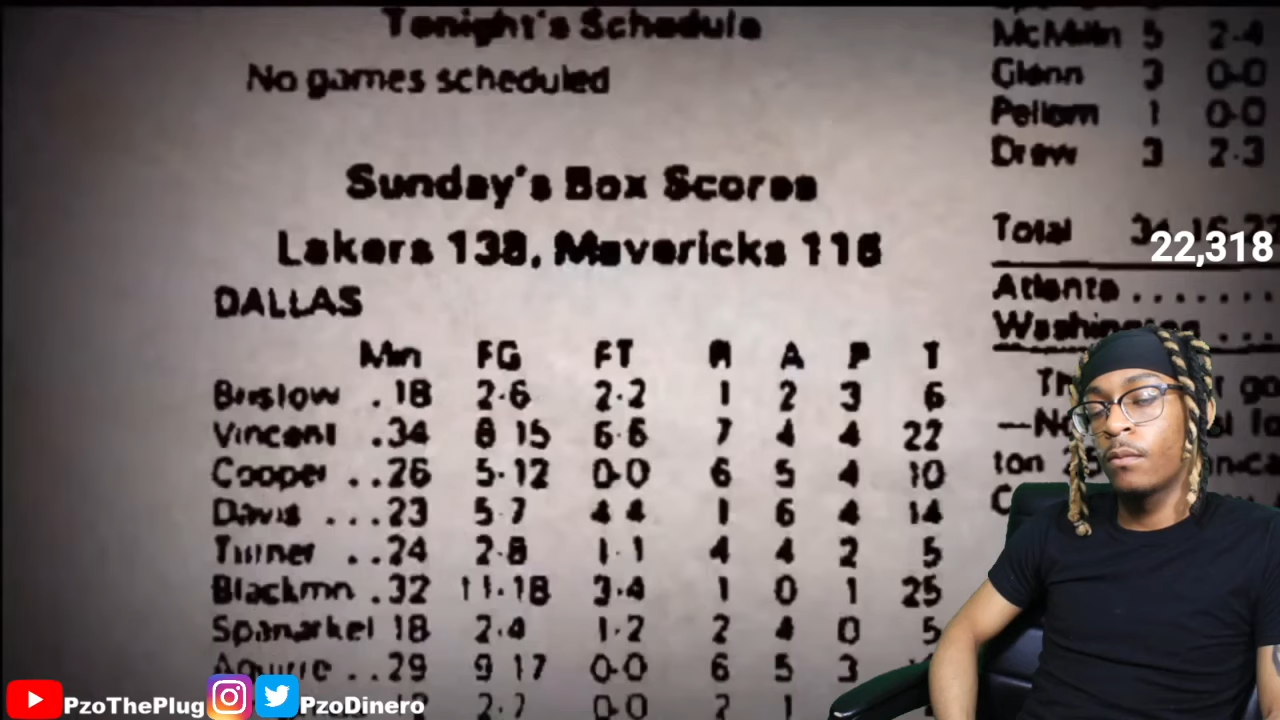 Tonight's Schedule
No games scheduled
Sunday's Box Scores
Lakers 138, Mavericks 116
DALLAS
Min FG FT R A P T
Bristow . 18 2-6 2-2 1 2 3 6
Vincent .34 8 15 6-6 7 4 4 22
Cooper ..26 5-12 0-0 6 5 4 10
Davis ...23 5-7 4 4 1 6 4 14
Turner ..24 2-8 1-1 4 4 2 5
Blackmn .32 11-18 3-4 1 0 1 25
Spanarkel 18 2-4 1-2 2 4 0 5
Aguirre ..29 9 17 0-0 6 5 3
2-7 0-0 2 1
McMilln 5 2-4
Glenn 3 0-0
Pellom 1 0-0
Drew 3 2-3
Total
22,318
Atlanta . . . . . .
Washington . . .
PzoThePlug
PzoDinero